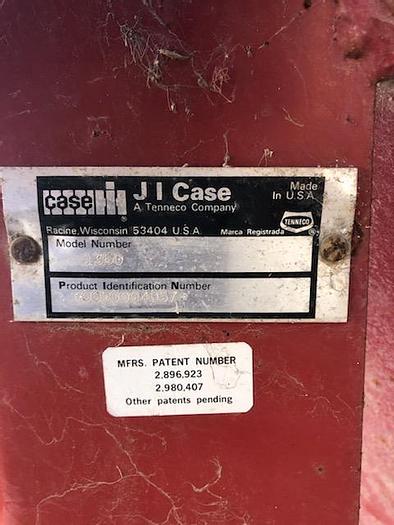 case IH
J I Case
A Tenneco Company
Made
In U.S.A.
TENNECO
Racine, Wisconsin 53404 U.S.A.
Marca Registrada
Model Number
Product Identification Number
MFRS. PATENT NUMBER
2.896,923
2.980,407
Other patents pending